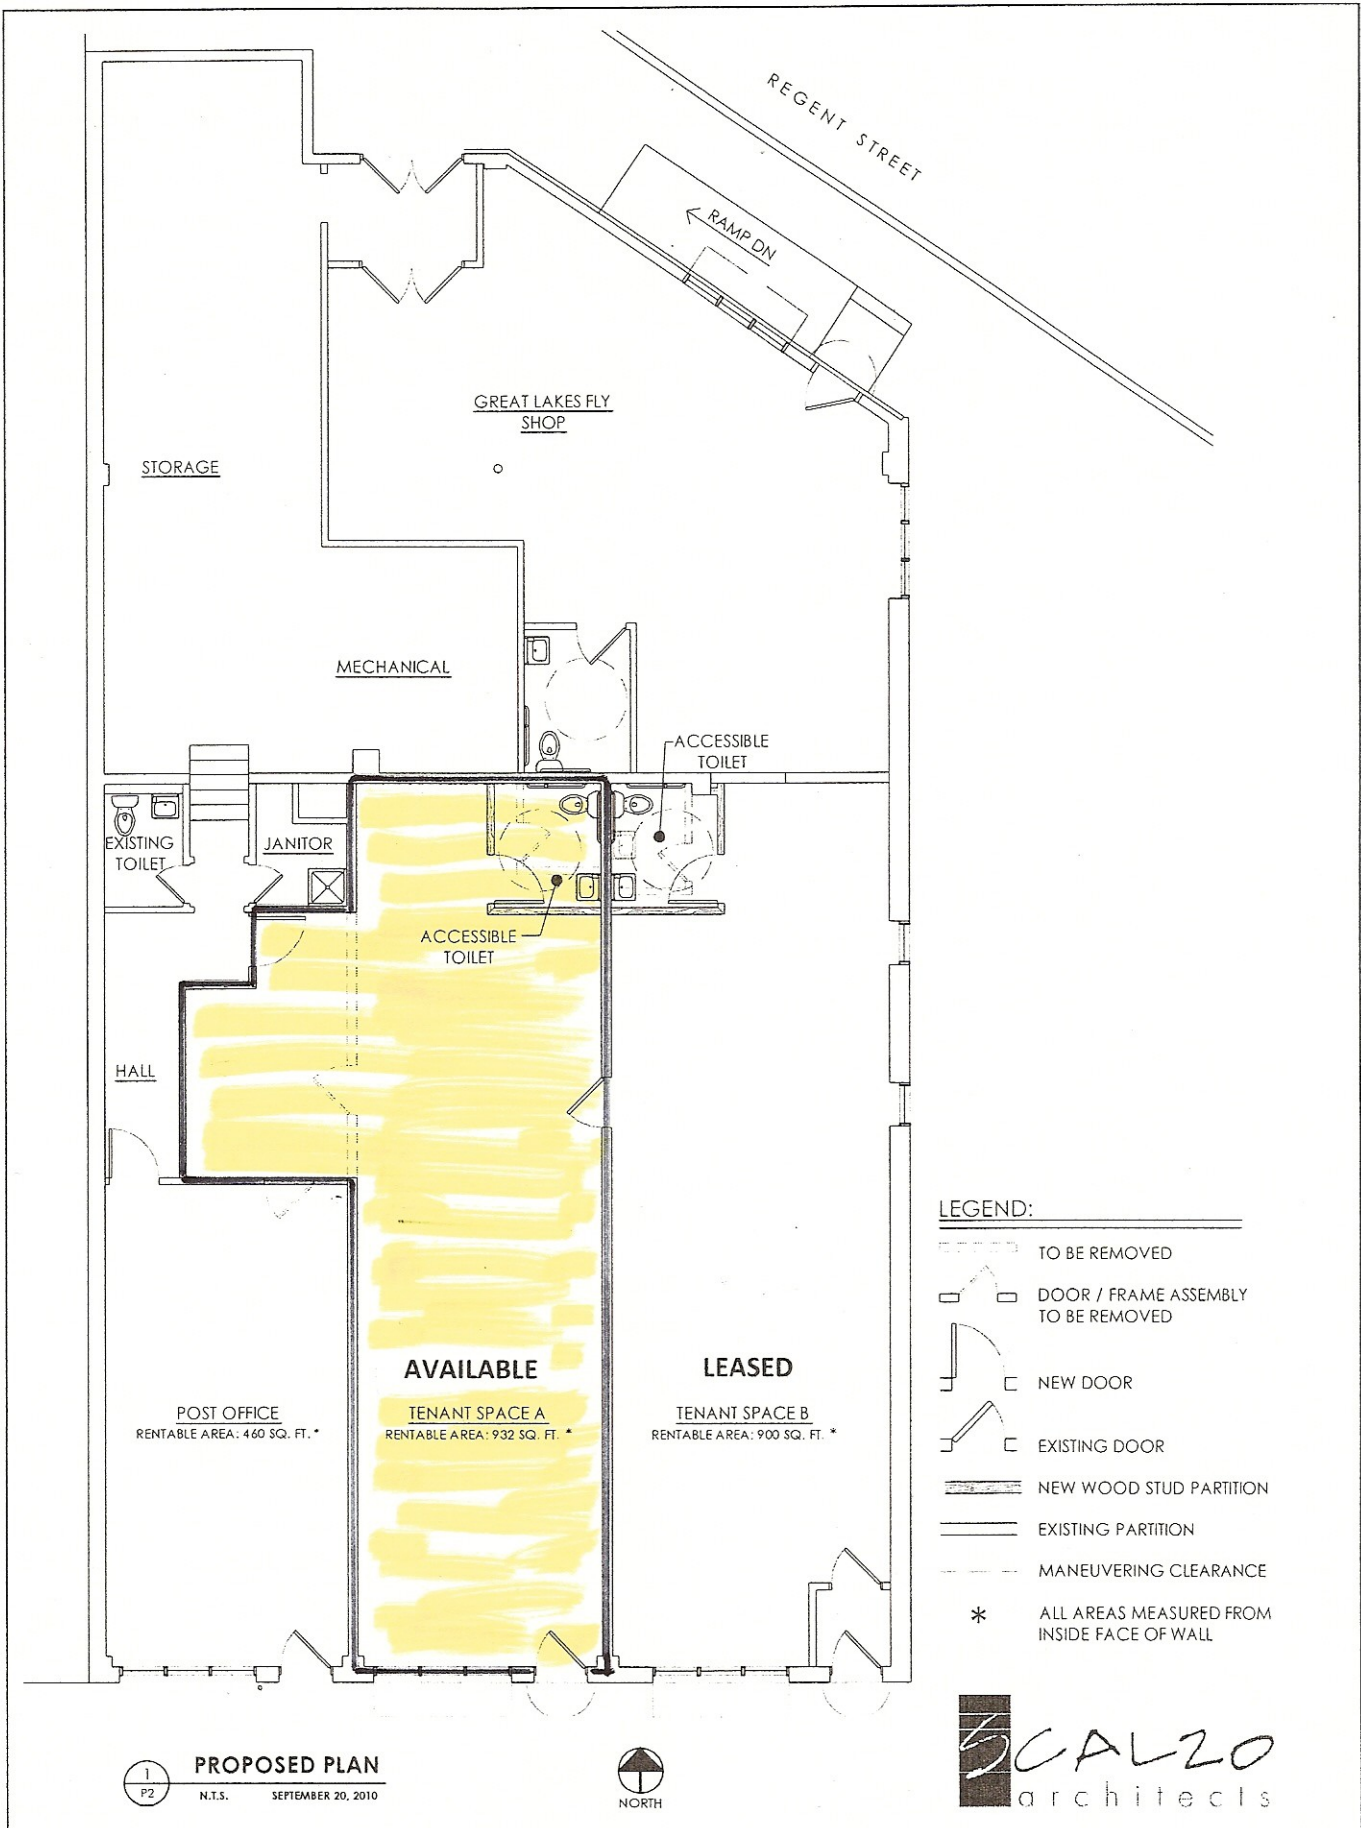 REGENT STREET
RAMP DN
GREAT LAKES FLY
SHOP
STORAGE
MECHANICAL
ACCESSIBLE
TOILET
EXISTING
TOILET
JANITOR
ACCESSIBLE
TOILET
HALL
AVAILABLE
LEASED
POST OFFICE
RENTABLE AREA: 460 SQ. FT. *
TENANT SPACE A
RENTABLE AREA: 932 SQ. FT. *
TENANT SPACE B
RENTABLE AREA: 900 SQ. FT. *
LEGEND:
TO BE REMOVED
DOOR / FRAME ASSEMBLY
TO BE REMOVED
NEW DOOR
EXISTING DOOR
NEW WOOD STUD PARTITION
EXISTING PARTITION
MANEUVERING CLEARANCE
* ALL AREAS MEASURED FROM
INSIDE FACE OF WALL
1
P2
PROPOSED PLAN
N.T.S. SEPTEMBER 20, 2010
NORTH
SCALZO
architects